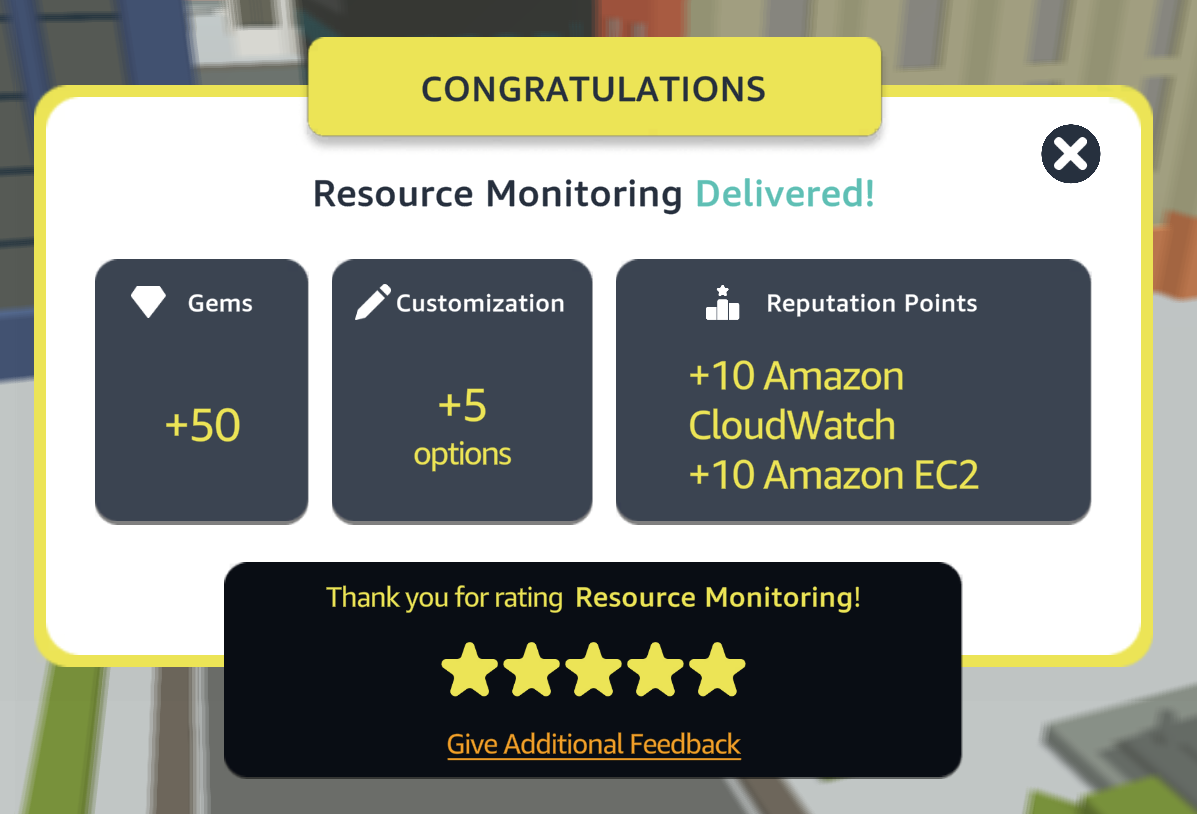 CONGRATULATIONS
Resource Monitoring Delivered!
Gems
+50
Customization
+5
options
Reputation Points
+10 Amazon
CloudWatch
+10 Amazon EC2
Thank you for rating Resource Monitoring!
Give Additional Feedback